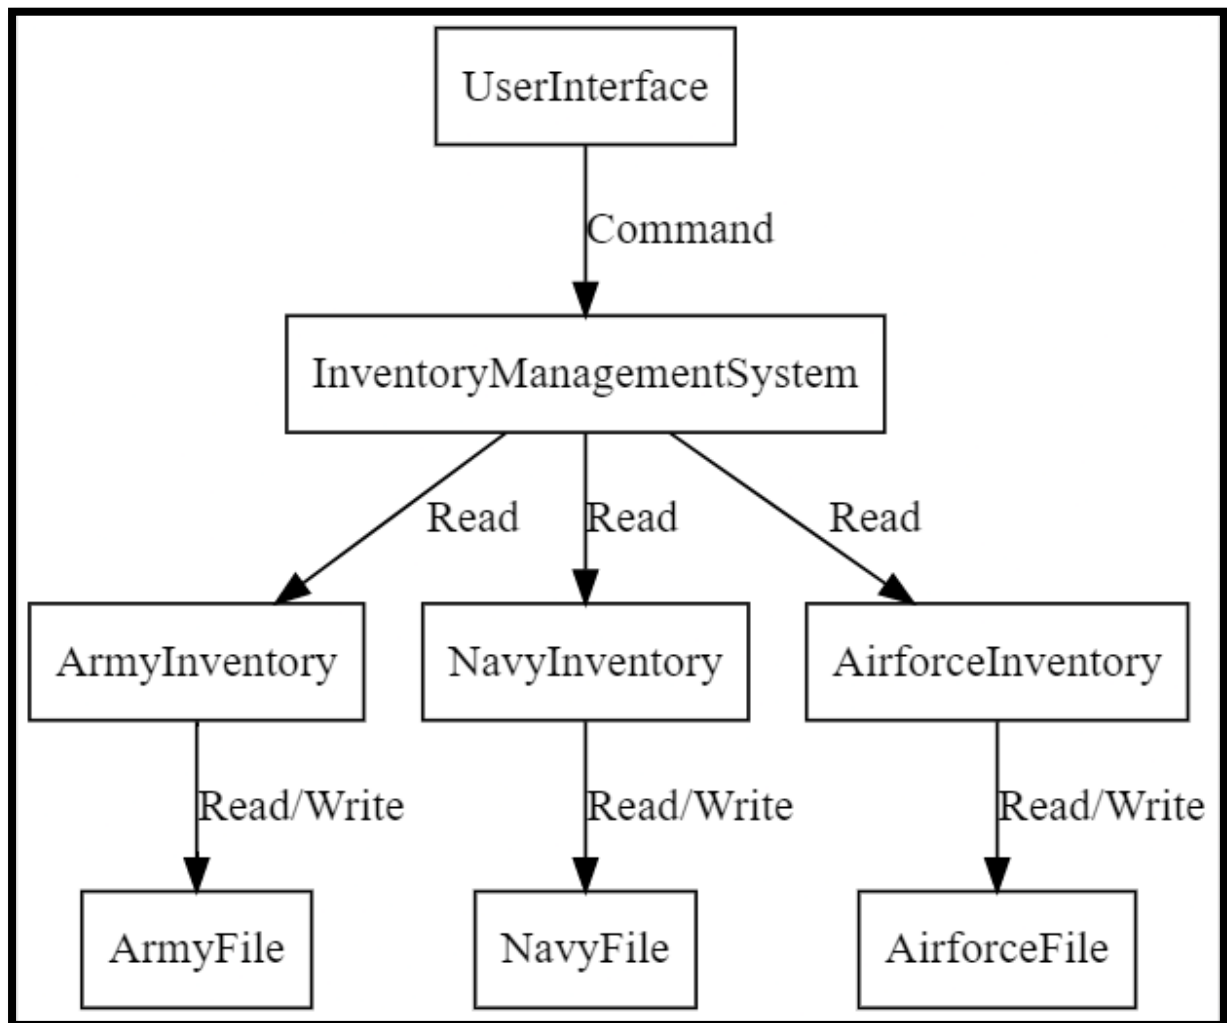 UserInterface
Command
InventoryManagementSystem
Read
Read
Read
ArmyInventory
NavyInventory
AirforceInventory
Read/Write
Read/Write
Read/Write
ArmyFile
NavyFile
AirforceFile